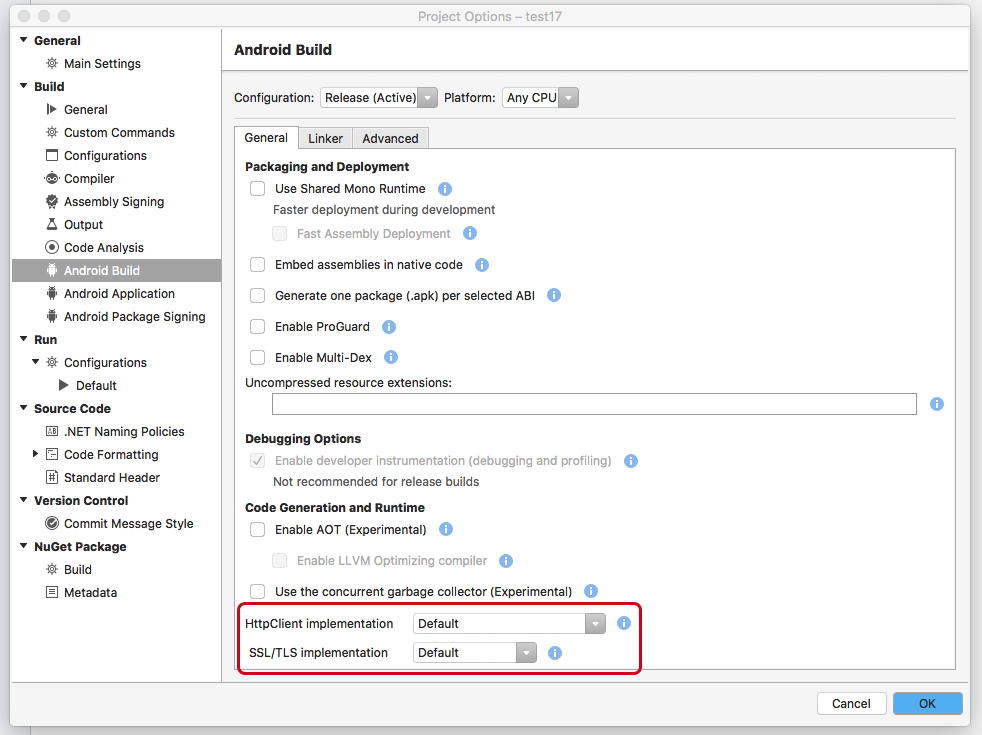 Project Options – test17
General
Main Settings
Build
General
Custom Commands
Configurations
Compiler
Assembly Signing
Output
Code Analysis
Android Build
Android Application
Android Package Signing
Run
Configurations
Default
Source Code
.NET Naming Policies
Code Formatting
Standard Header
Version Control
Commit Message Style
NuGet Package
Build
Metadata
Android Build
Configuration: Release (Active) Platform: Any CPU
General Linker Advanced
Packaging and Deployment
Use Shared Mono Runtime
Faster deployment during development
Fast Assembly Deployment
Embed assemblies in native code
Generate one package (.apk) per selected ABI
Enable ProGuard
Enable Multi-Dex
Uncompressed resource extensions:
Debugging Options
Enable developer instrumentation (debugging and profiling)
Not recommended for release builds
Code Generation and Runtime
Enable AOT (Experimental)
Enable LLVM Optimizing compiler
Use the concurrent garbage collector (Experimental)
HttpClient implementation Default
SSL/TLS implementation Default
Cancel OK